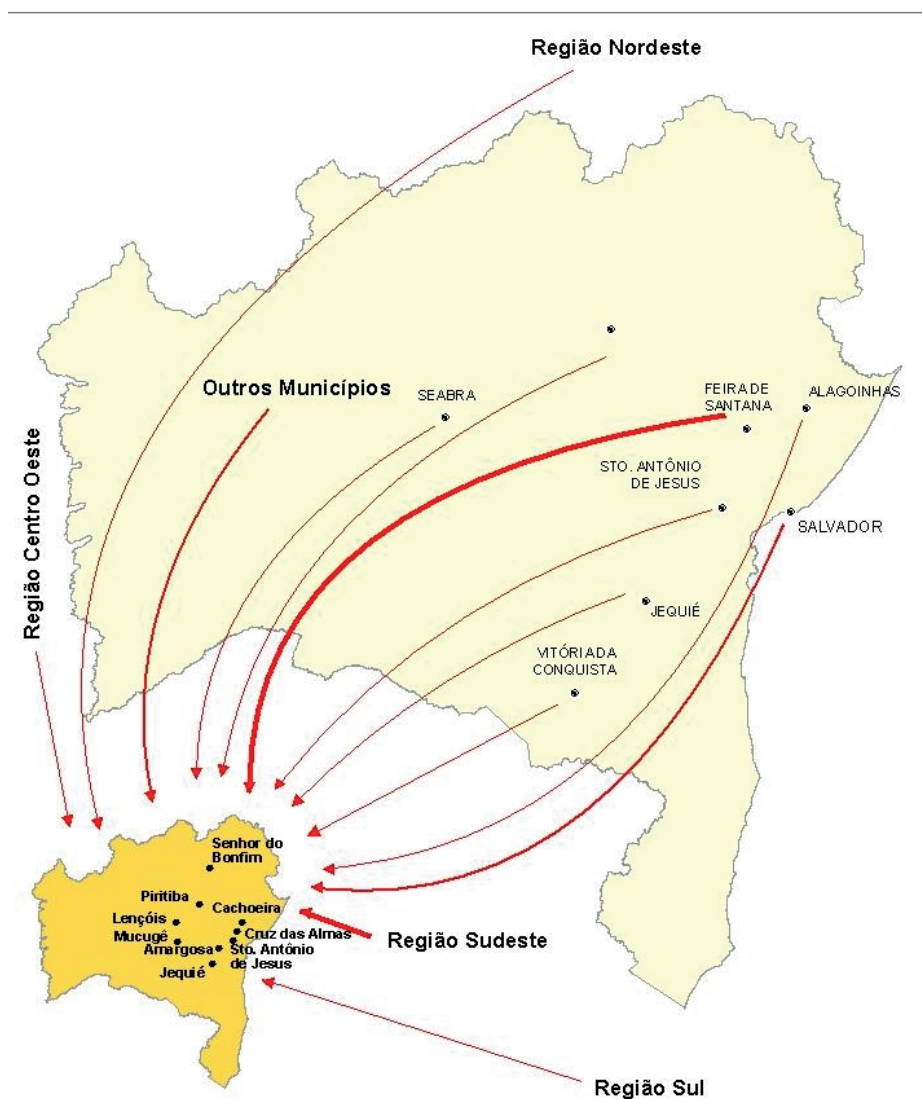 Região Nordeste
Outros Municípios
SEABRA
FEIRA DE
SANTANA
ALAGOINHAS
STO. ANTÔNIO
DE JESUS
SALVADOR
Região Centro Oeste
JEQUIÉ
VITÓRIA DA
CONQUISTA
Senhor do
Bonfim
Piritiba
Cachoeira
Lençóis
Cruz das Almas
Mucugê
Amargosa
Sto. Antônio
de Jesus
Jequié
Região Sudeste
Região Sul